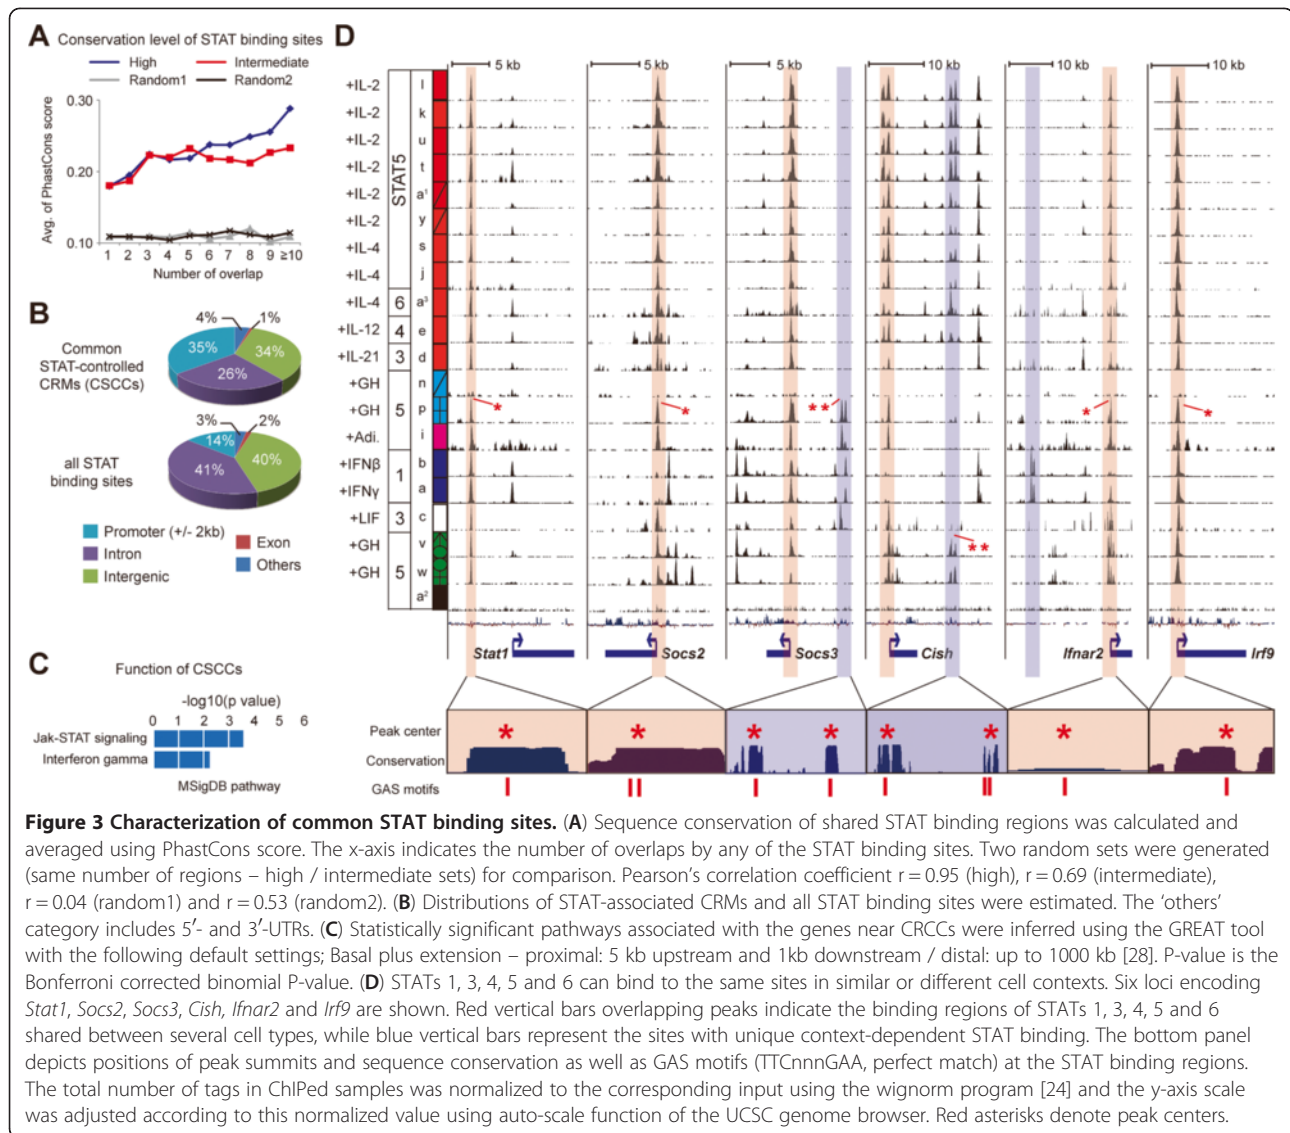 A Conservation level of STAT binding sites
High Intermediate
Random1 Random2
Avg. of PhastCons score
0.30
0.20
0.10
1 2 3 4 5 6 7 8 9 ≥10
Number of overlap
B
Common
STAT-controlled
CRMs (CSCCs)
4% 1%
35% 34%
26%
all STAT
binding sites
3% 2%
14%
41% 40%
Promoter (+/- 2kb)
Intron
Intergenic
Exon
Others
C Function of CSCCs
-log10(p value)
0 1 2 3 4 5 6
Jak-STAT signaling
Interferon gamma
MSigDB pathway
D
5 kb 5 kb 5 kb 10 kb 10 kb 10 kb
STAT5
+IL-2 l
+IL-2 k
+IL-2 u
+IL-2 t
+IL-2 a¹
+IL-2 y
+IL-4 s
+IL-4 j
+IL-4 6 a³
+IL-12 4 e
+IL-21 3 d
+GH n
+GH 5 p * * ** * *
+Adi. i
+IFNβ b
1
+IFNγ a
+LIF 3 c
+GH v **
+GH 5 w
a²
Stat1 Socs2 Socs3 Cish Ifnar2 Irf9
Peak center * * * * * * * *
Conservation
GAS motifs
Figure 3 Characterization of common STAT binding sites. (A) Sequence conservation of shared STAT binding regions was calculated and
averaged using PhastCons score. The x-axis indicates the number of overlaps by any of the STAT binding sites. Two random sets were generated
(same number of regions – high / intermediate sets) for comparison. Pearson's correlation coefficient r = 0.95 (high), r = 0.69 (intermediate),
r = 0.04 (random1) and r = 0.53 (random2). (B) Distributions of STAT-associated CRMs and all STAT binding sites were estimated. The 'others'
category includes 5′- and 3′-UTRs. (C) Statistically significant pathways associated with the genes near CRCCs were inferred using the GREAT tool
with the following default settings; Basal plus extension – proximal: 5 kb upstream and 1kb downstream / distal: up to 1000 kb [28]. P-value is the
Bonferroni corrected binomial P-value. (D) STATs 1, 3, 4, 5 and 6 can bind to the same sites in similar or different cell contexts. Six loci encoding
Stat1, Socs2, Socs3, Cish, Ifnar2 and Irf9 are shown. Red vertical bars overlapping peaks indicate the binding regions of STATs 1, 3, 4, 5 and 6
shared between several cell types, while blue vertical bars represent the sites with unique context-dependent STAT binding. The bottom panel
depicts positions of peak summits and sequence conservation as well as GAS motifs (TTCnnnGAA, perfect match) at the STAT binding regions.
The total number of tags in ChIPed samples was normalized to the corresponding input using the wignorm program [24] and the y-axis scale
was adjusted according to this normalized value using auto-scale function of the UCSC genome browser. Red asterisks denote peak centers.